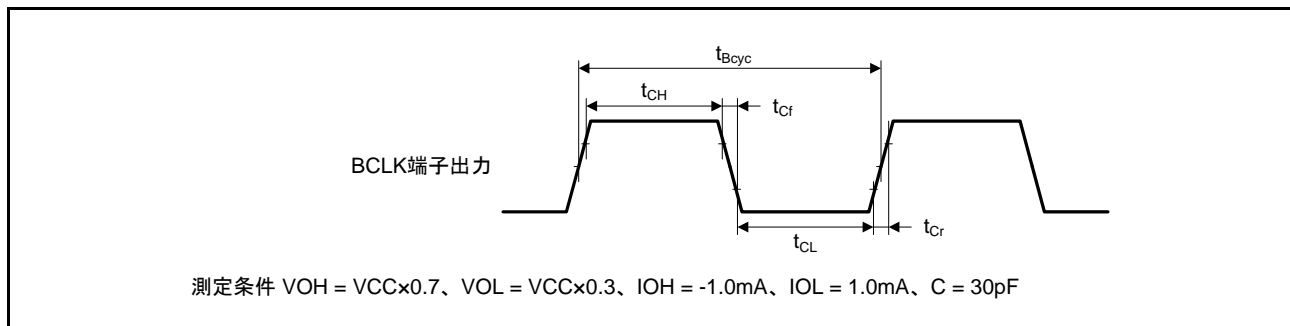 tBcyc
tCH
tCf
BCLK端子出力
tCL
tCr
測定条件 VOH = VCC×0.7、VOL = VCC×0.3、IOH = -1.0mA、IOL = 1.0mA、C = 30pF